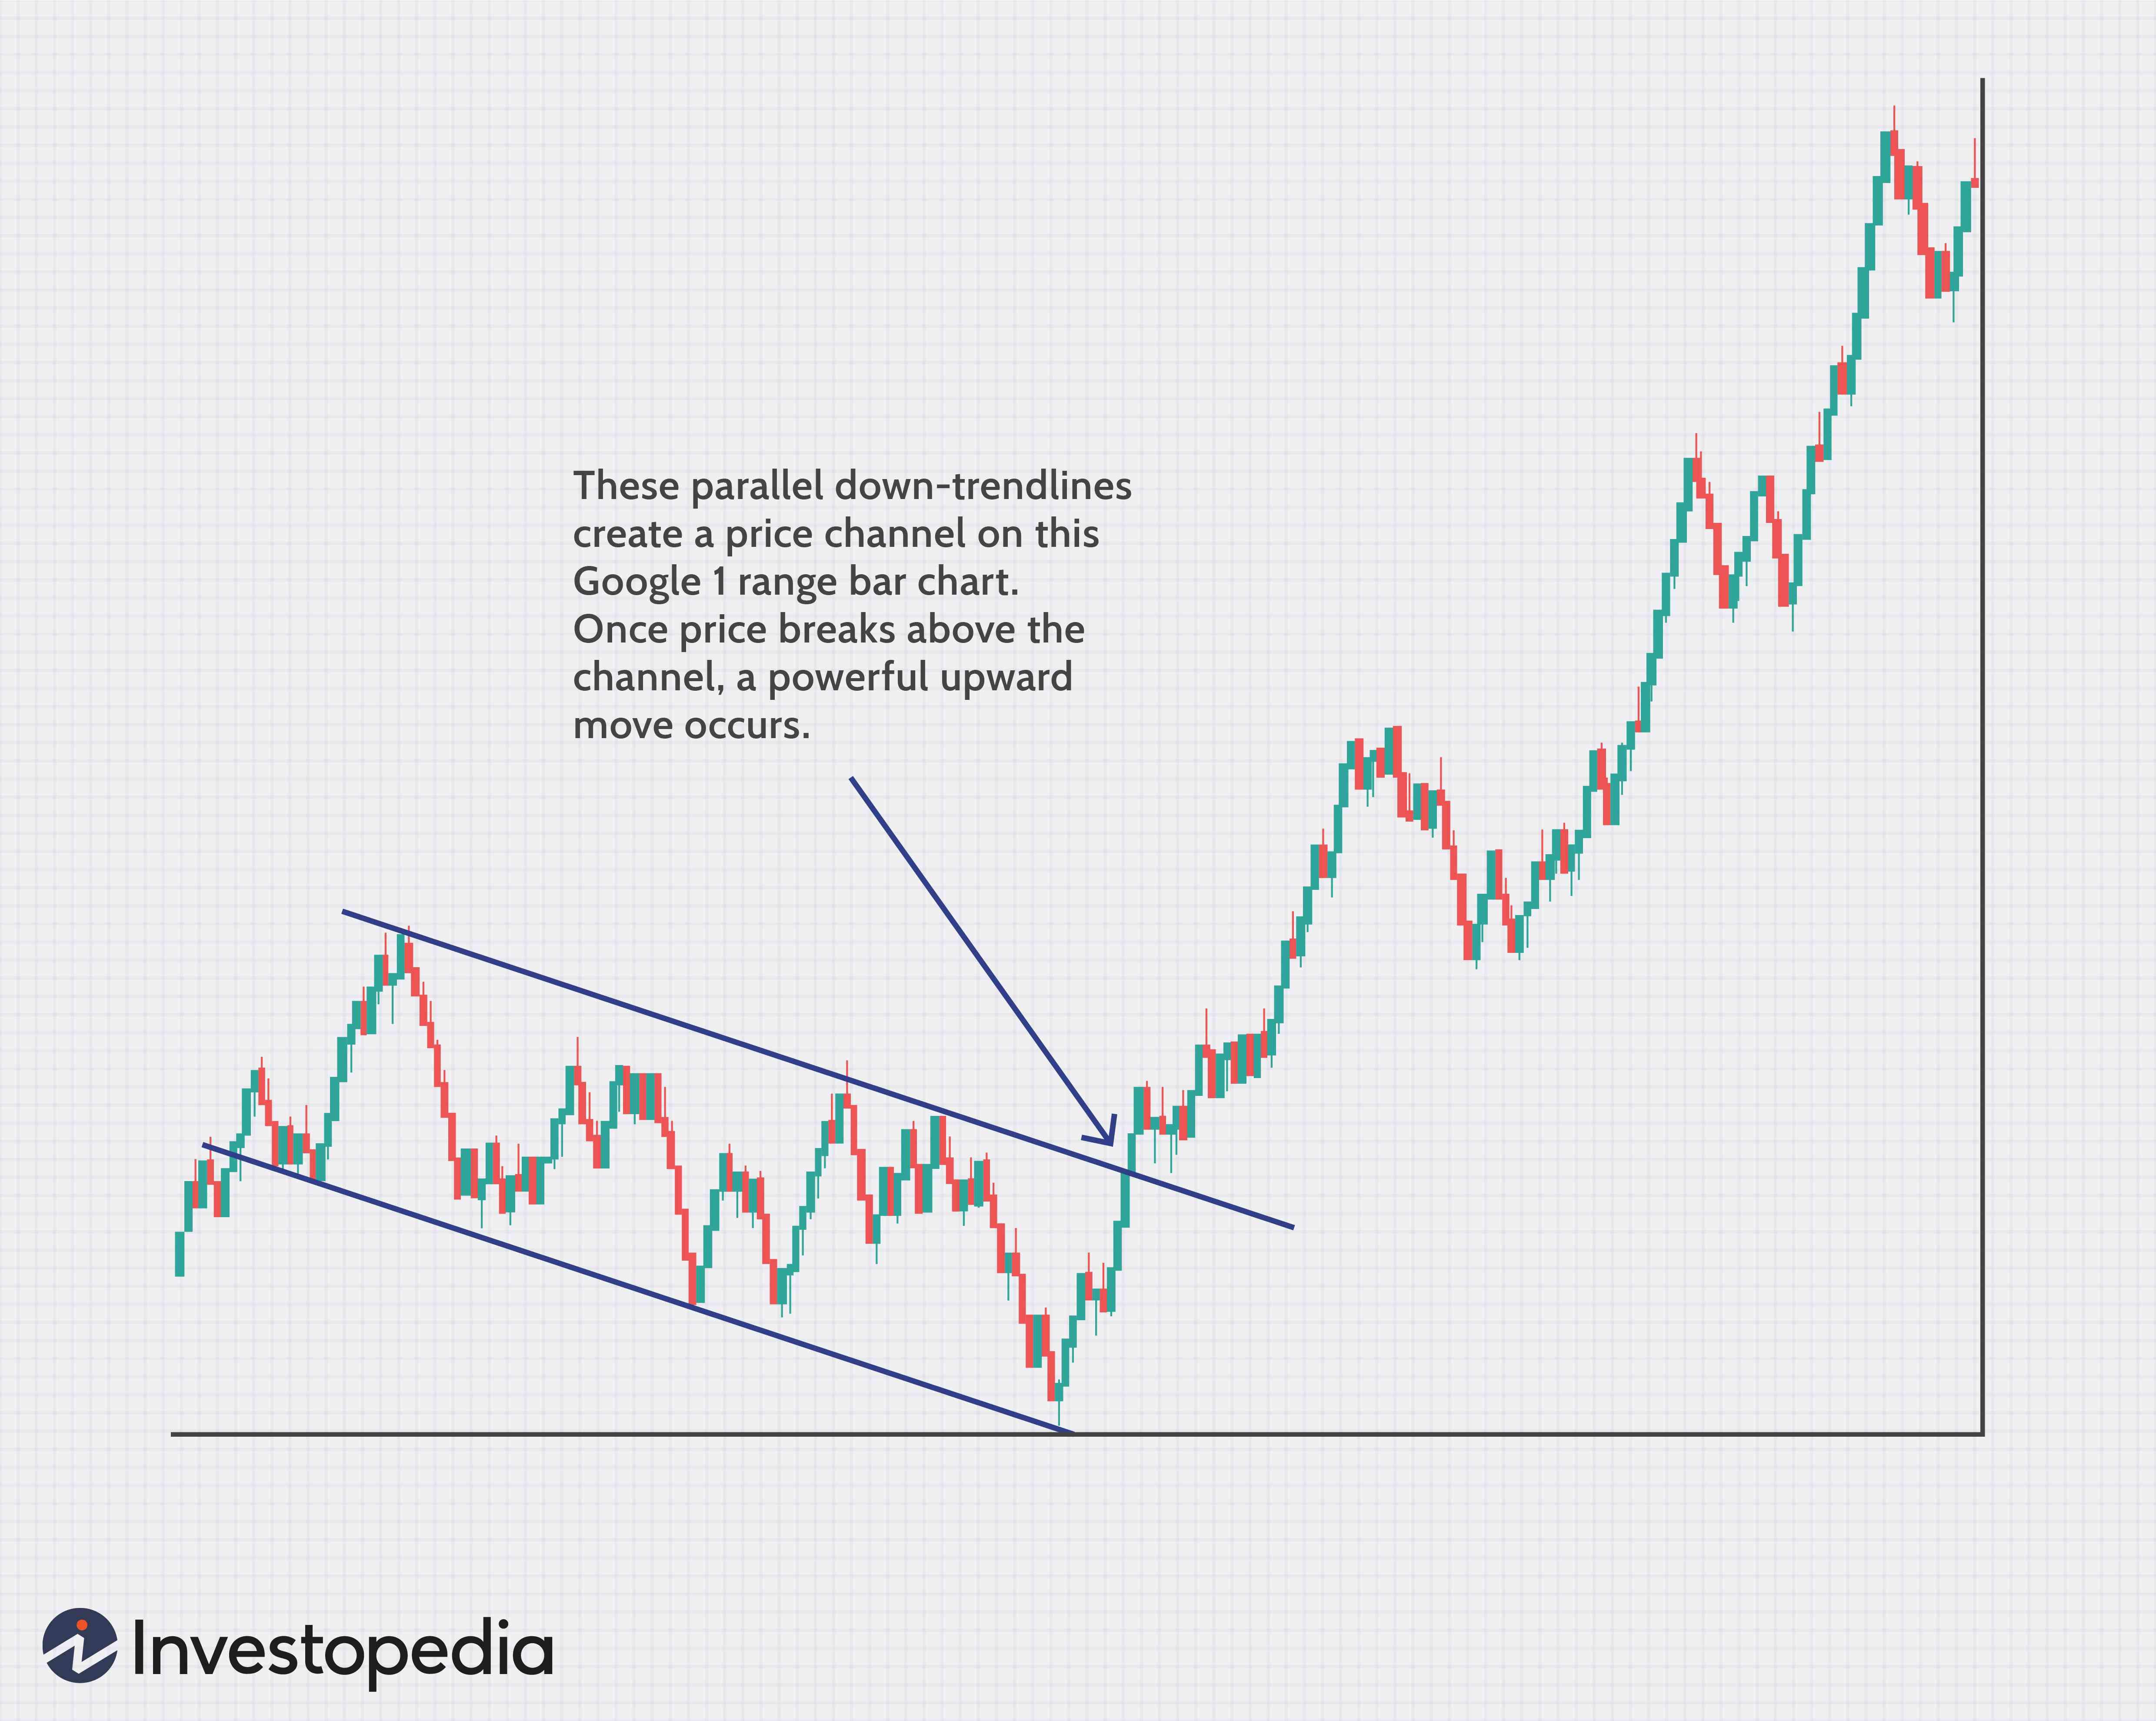 These parallel down-trendlines
create a price channel on this
Google 1 range bar chart.
Once price breaks above the
channel, a powerful upward
move occurs.
Investopedia